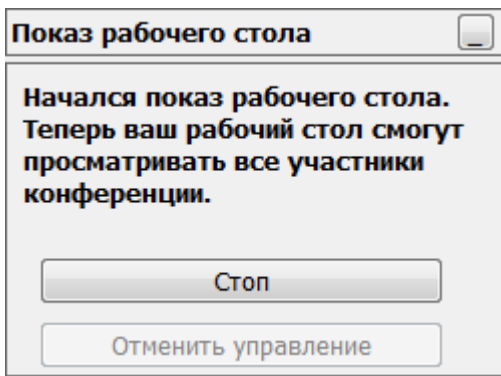 Показ рабочего стола
Начался показ рабочего стола.
Теперь ваш рабочий стол смогут
просматривать все участники
конференции.
Стоп
Отменить управление